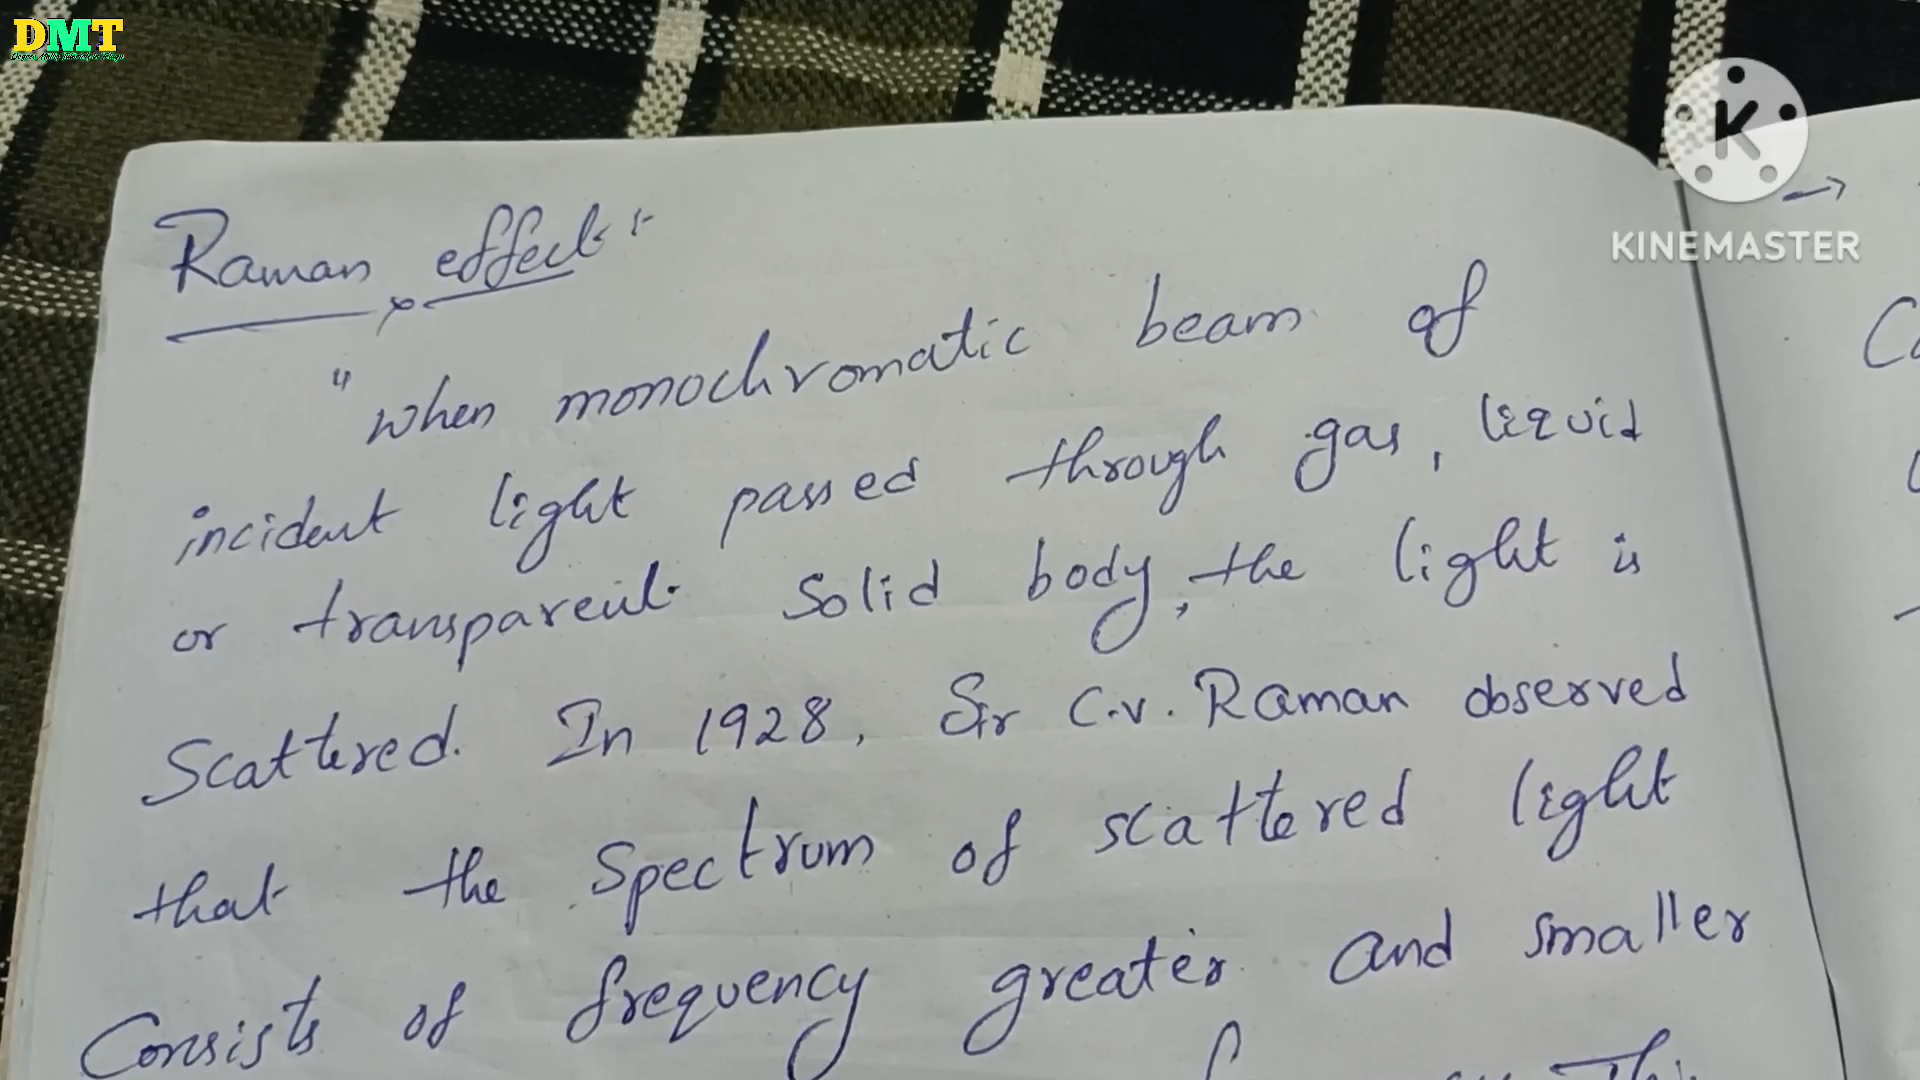 DMT
KINEMASTER
Raman effect:-
"when monochromatic beam of
incident light passed through gas, liquid
or transparent solid body, the light is
Scattered. In 1928, Sir C.V. Raman observed
that the Spectrum of scattered light
Consists of frequency greater and smaller